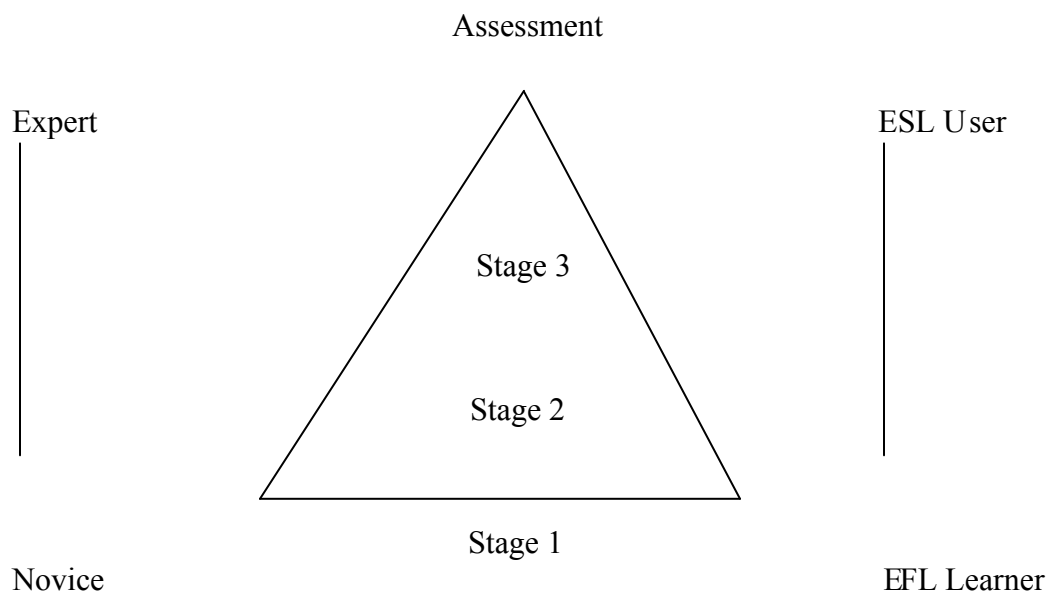 Assessment
Expert
ESL User
Stage 3
Stage 2
Stage 1
Novice
EFL Learner